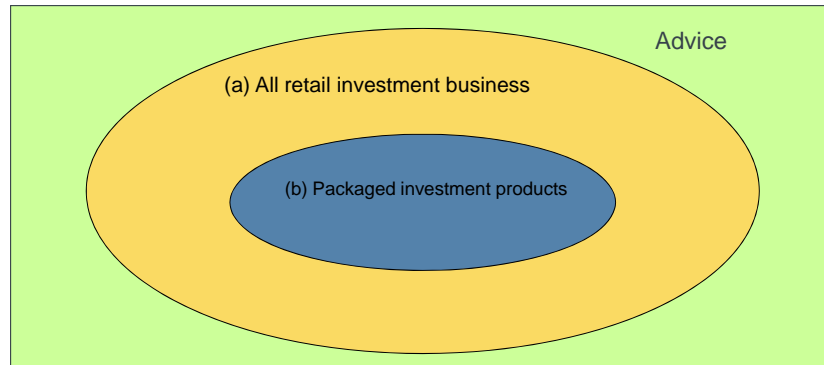 Advice
(a) All retail investment business
(b) Packaged investment products